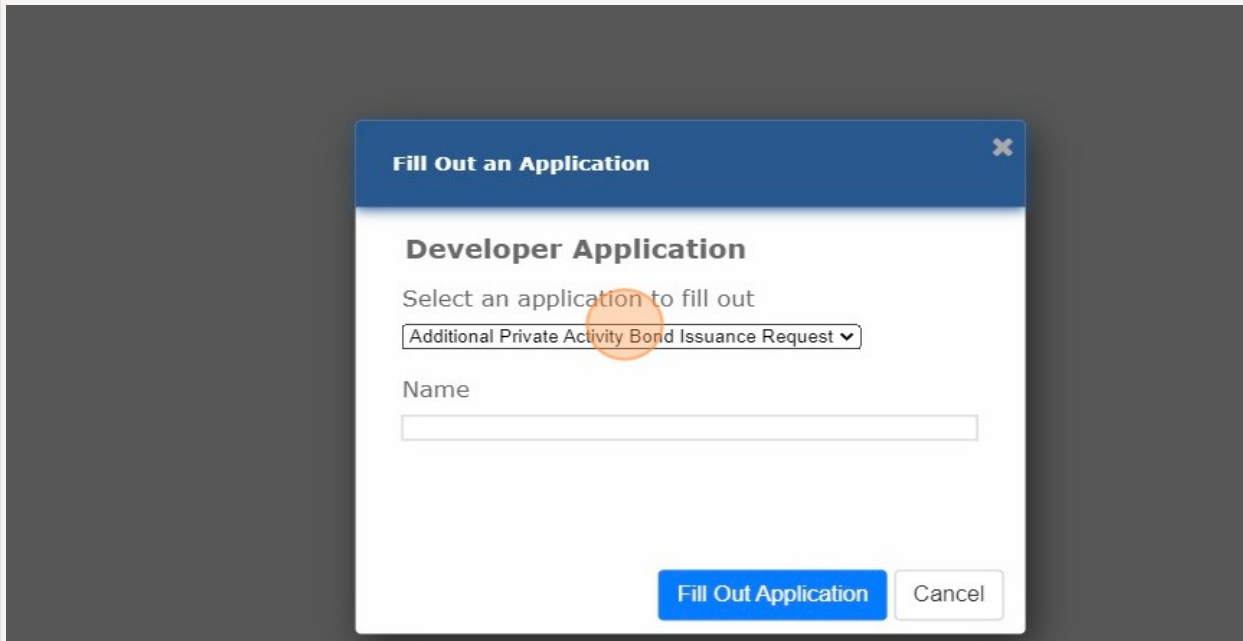 Fill Out an Application
Developer Application
Select an application to fill out
Additional Private Activity Bond Issuance Request
Name
Fill Out Application
Cancel